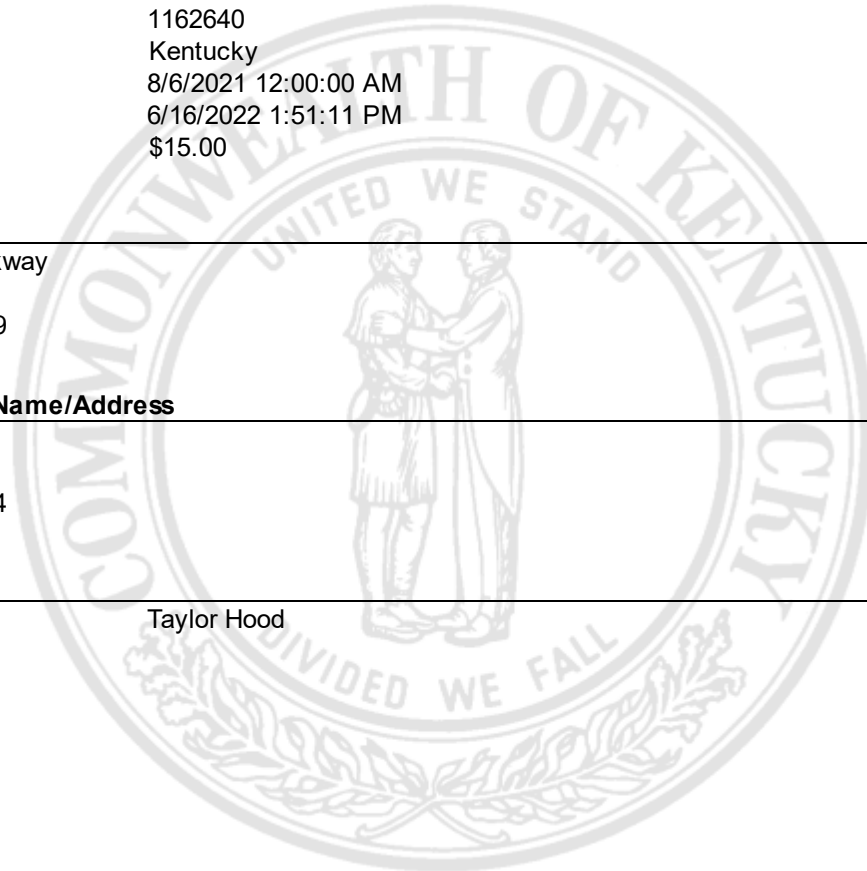 1162640
Kentucky
8/6/2021 12:00:00 AM
6/16/2022 1:51:11 PM
$15.00
way
9
Name/Address
4
Taylor Hood
COMMONWEALTH OF KENTUCKY
UNITED WE STAND
DIVIDED WE FALL